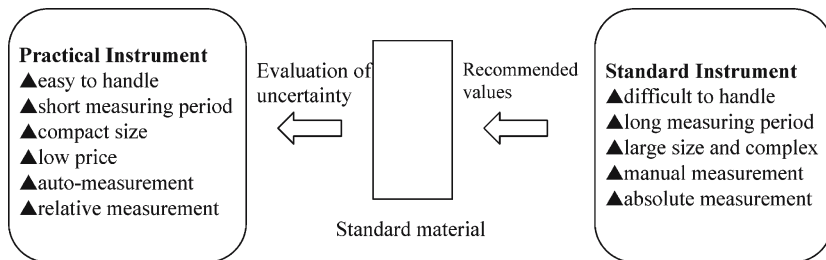 Practical Instrument
▲easy to handle
▲short measuring period
▲compact size
▲low price
▲auto-measurement
▲relative measurement
Evaluation of
uncertainty
Standard material
Recommended
values
Standard Instrument
▲difficult to handle
▲long measuring period
▲large size and complex
▲manual measurement
▲absolute measurement